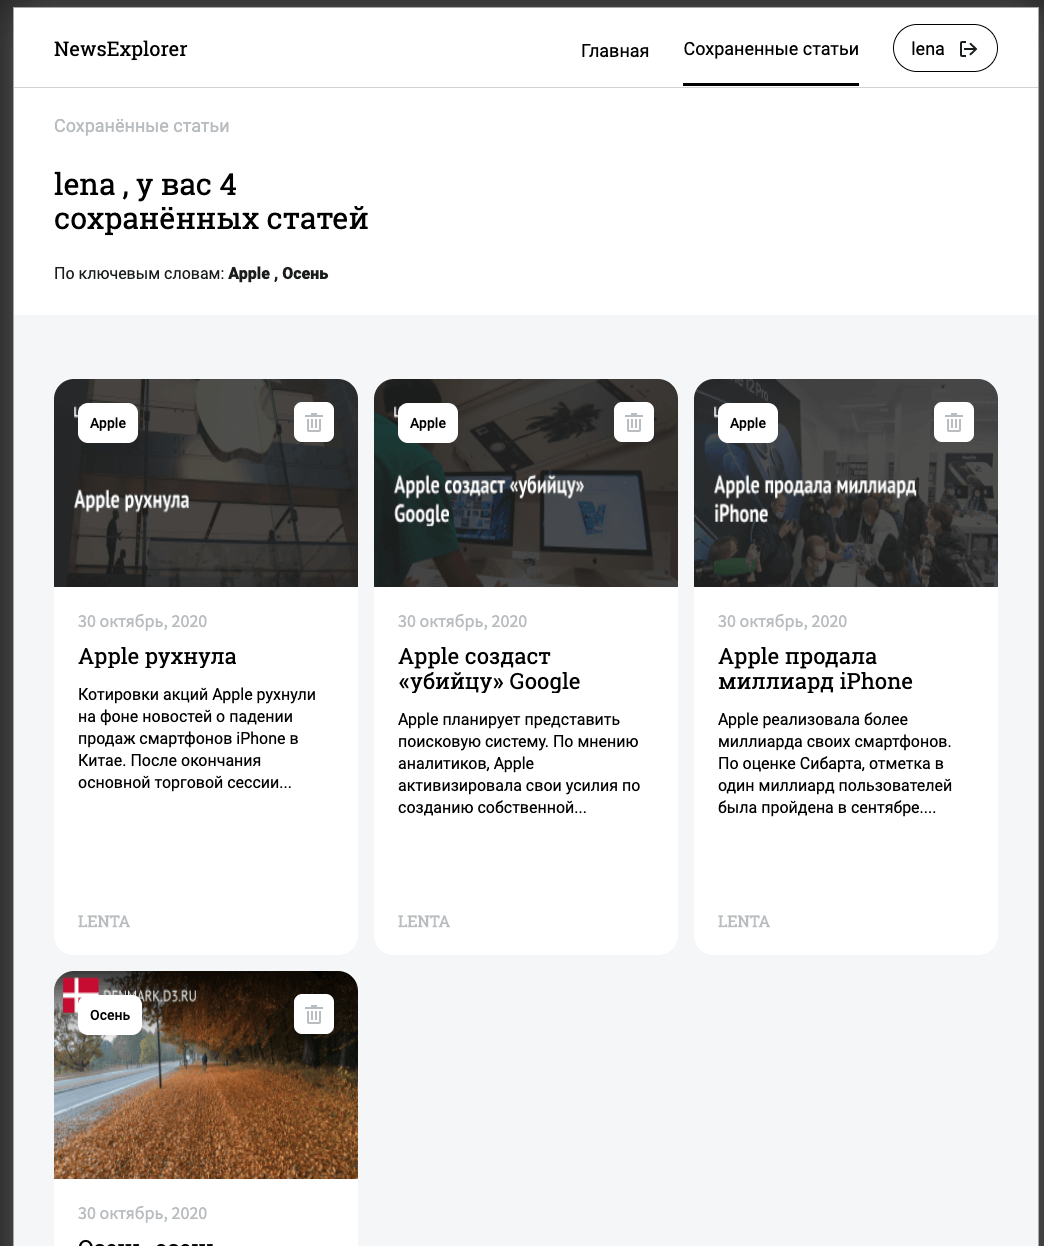 NewsExplorer
Главная
Сохраненные статьи
lena
Сохранённые статьи
lena , у вас 4
сохранённых статей
По ключевым словам: Apple , Осень
Apple
Apple рухнула
30 октябрь, 2020
Apple рухнула
Котировки акций Apple рухнули
на фоне новостей о падении
продаж смартфонов iPhone в
Китае. После окончания
основной торговой сессии...
LENTA
Apple
Apple создаст «убийцу»
Google
30 октябрь, 2020
Apple создаст
«убийцу» Google
Apple планирует представить
поисковую систему. По мнению
аналитиков, Apple
активизировала свои усилия по
созданию собственной...
LENTA
Apple
Apple продала миллиард
iPhone
30 октябрь, 2020
Apple продала
миллиард iPhone
Apple реализовала более
миллиарда своих смартфонов.
По оценке Сибарта, отметка в
один миллиард пользователей
была пройдена в сентябре....
LENTA
DENMARK.D3.RU
Осень
30 октябрь, 2020